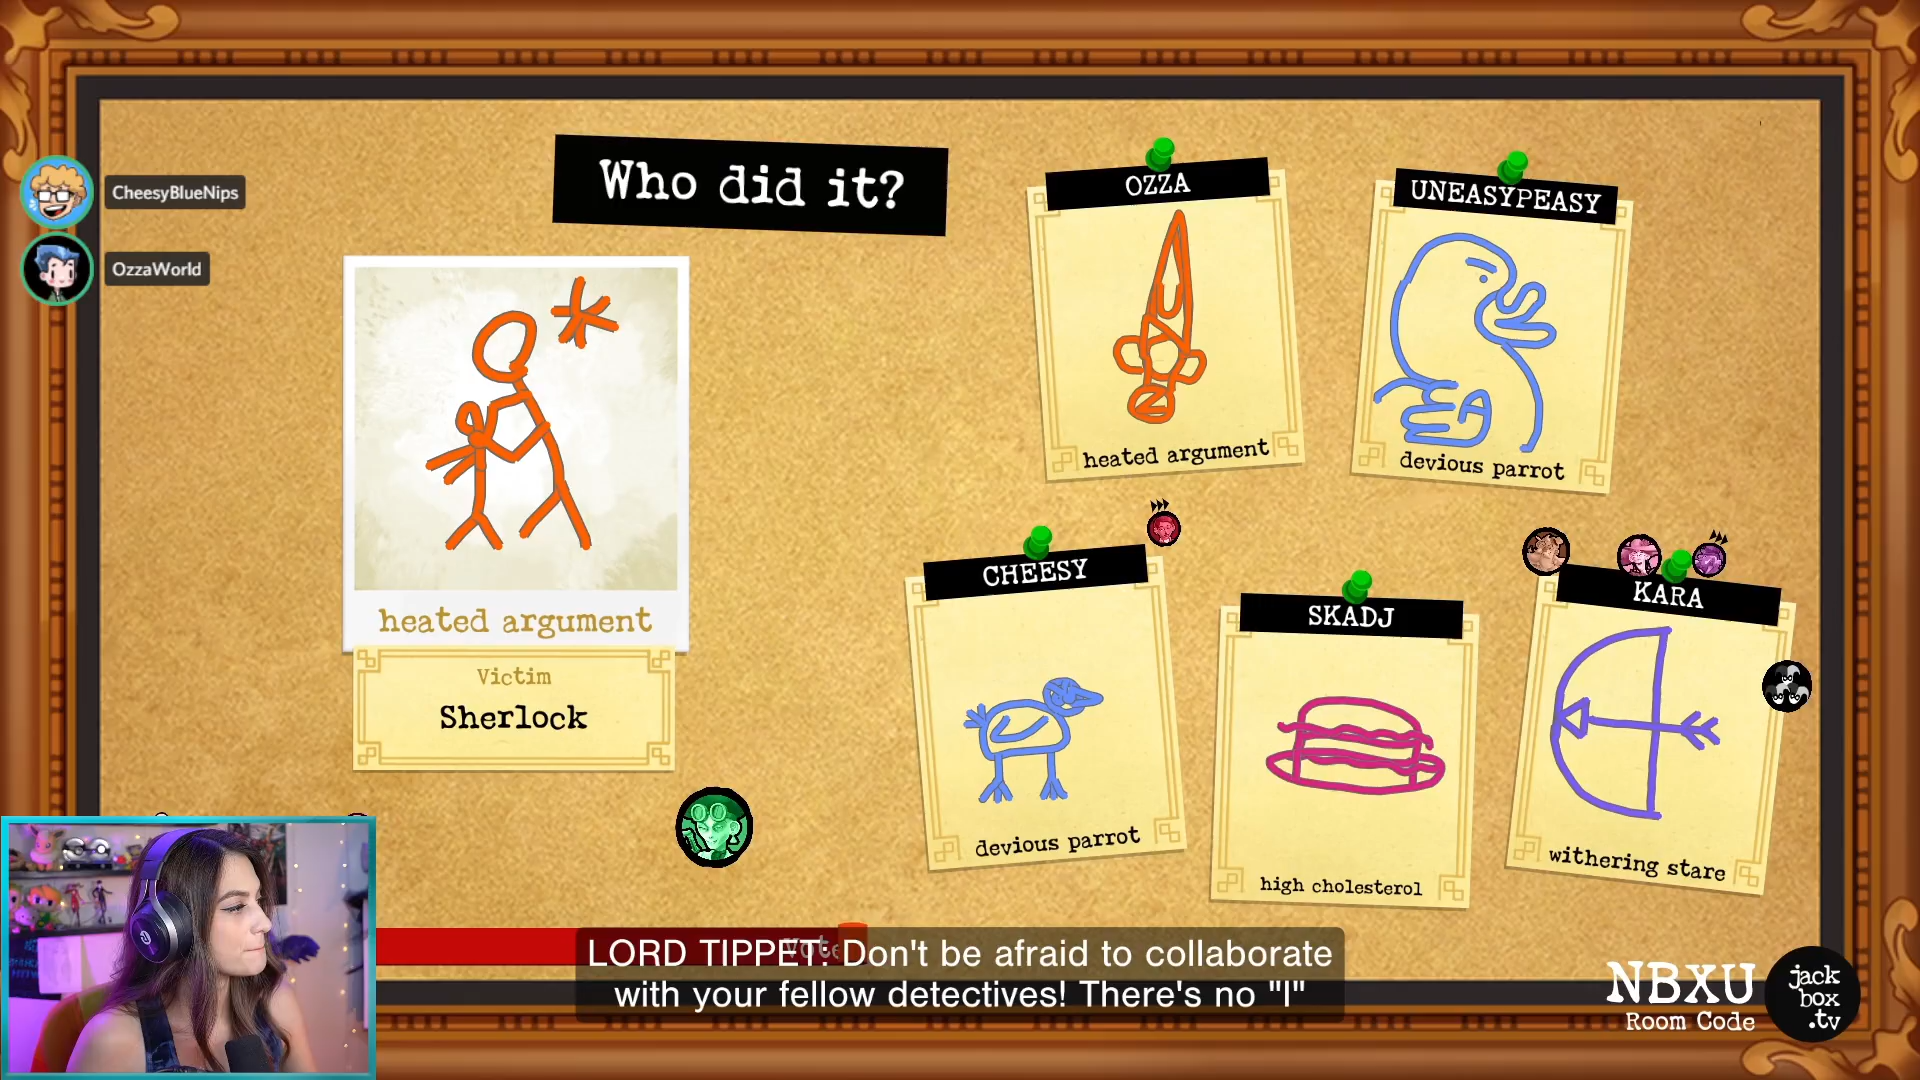 CheesyBlueNips
OzzaWorld
Who did it?
heated argument
Victim
Sherlock
OZZA
heated argument
UNEASYPEASY
devious parrot
CHEESY
devious parrot
SKADJ
high cholesterol
KARA
withering stare
LORD TIPPET: Don't be afraid to collaborate
with your fellow detectives! There's no "I"
NBXU
Room Code
jack
box
.tv